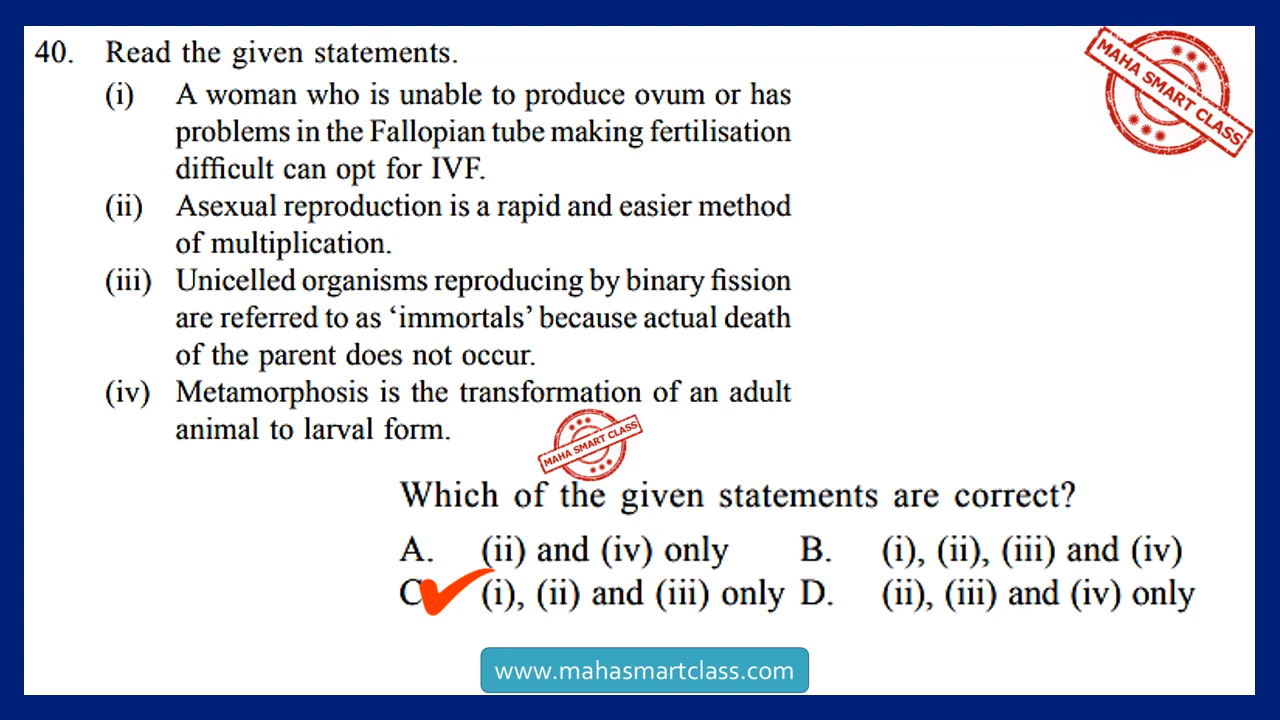 40. Read the given statements.
(i) A woman who is unable to produce ovum or has
problems in the Fallopian tube making fertilisation
difficult can opt for IVF.
(ii) Asexual reproduction is a rapid and easier method
of multiplication.
(iii) Unicelled organisms reproducing by binary fission
are referred to as ‘immortals’ because actual death
of the parent does not occur.
(iv) Metamorphosis is the transformation of an adult
animal to larval form.
MAHA SMART CLASS
MAHA SMART CLASS
Which of the given statements are correct?
A. (ii) and (iv) only B. (i), (ii), (iii) and (iv)
C (i), (ii) and (iii) only D. (ii), (iii) and (iv) only
www.mahasmartclass.com